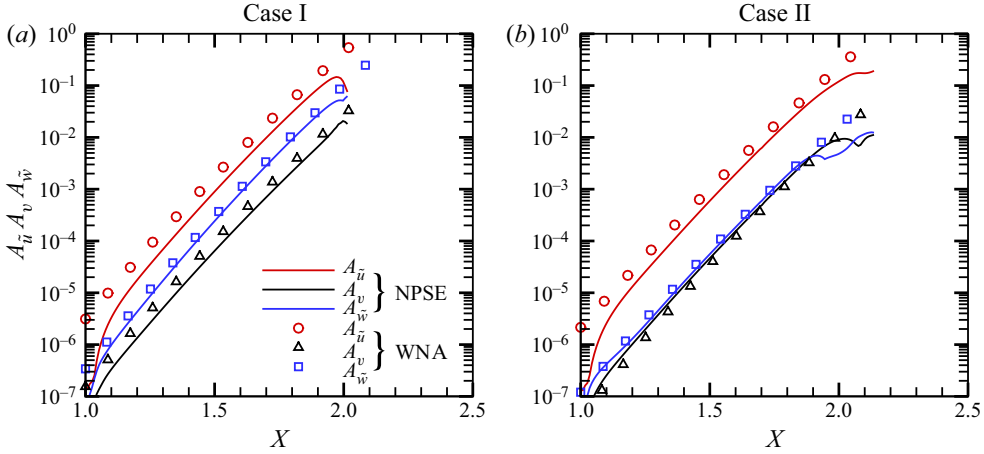 Case I
Case II
(a)
(b)
10^0
10^-1
10^-2
10^-3
10^-4
10^-5
10^-6
10^-7
A_ũ A_v A_w̃
A_ũ
A_v
A_w̃
NPSE
A_ũ
A_v
A_w̃
WNA
1.0
1.5
2.0
2.5
X
10^0
10^-1
10^-2
10^-3
10^-4
10^-5
10^-6
10^-7
1.0
1.5
2.0
2.5
X